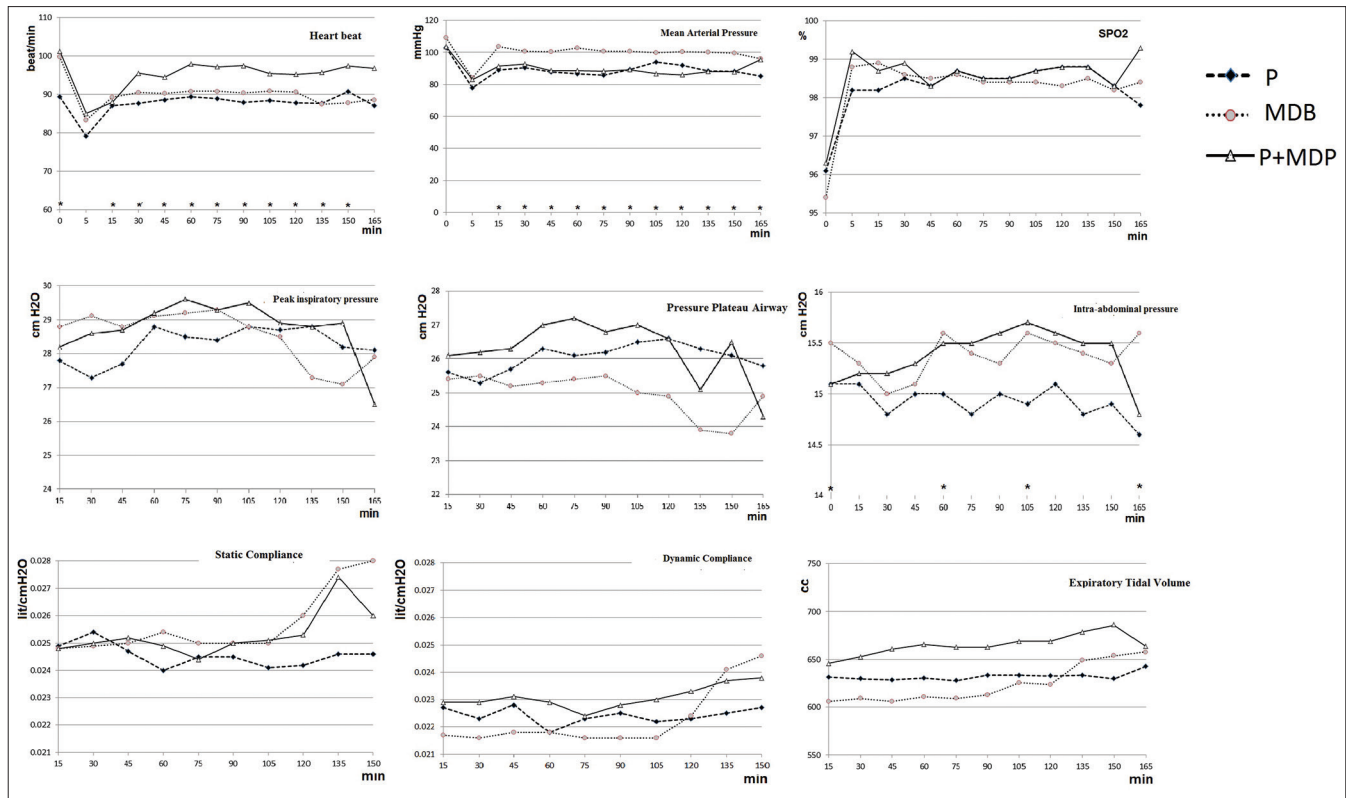 Heart beat
beat/min
110
100
90
80
70
60
* * * * * * * * * * *
0 5 15 30 45 60 75 90 105 120 135 150 165
min
Mean Arterial Pressure
mmHg
120
100
80
60
40
20
0
* * * * * * * * * * *
0 5 15 30 45 60 75 90 105 120 135 150 165
min
SPO2
%
100
99
98
97
96
95
0 5 15 30 45 60 75 90 105 120 135 150 165
min
P
MDB
P+MDP
Peak inspiratory pressure
cm H2O
30
29
28
27
26
25
24
15 30 45 60 75 90 105 120 135 150 165
min
Pressure Plateau Airway
cm H2O
28
27
26
25
24
23
22
15 30 45 60 75 90 105 120 135 150 165
min
Intra-abdominal pressure
cm H2O
16
15.5
15
14.5
14
* * * *
0 15 30 45 60 75 90 105 120 135 150 165
min
Static Compliance
lit/cmH2O
0.028
0.027
0.026
0.025
0.024
0.023
0.022
0.021
15 30 45 60 75 90 105 120 135 150
min
Dynamic Compliance
lit/cmH2O
0.028
0.027
0.026
0.025
0.024
0.023
0.022
0.021
15 30 45 60 75 90 105 120 135 150
min
Expiratory Tidal Volume
cc
750
700
650
600
550
15 30 45 60 75 90 105 120 135 150 165
min